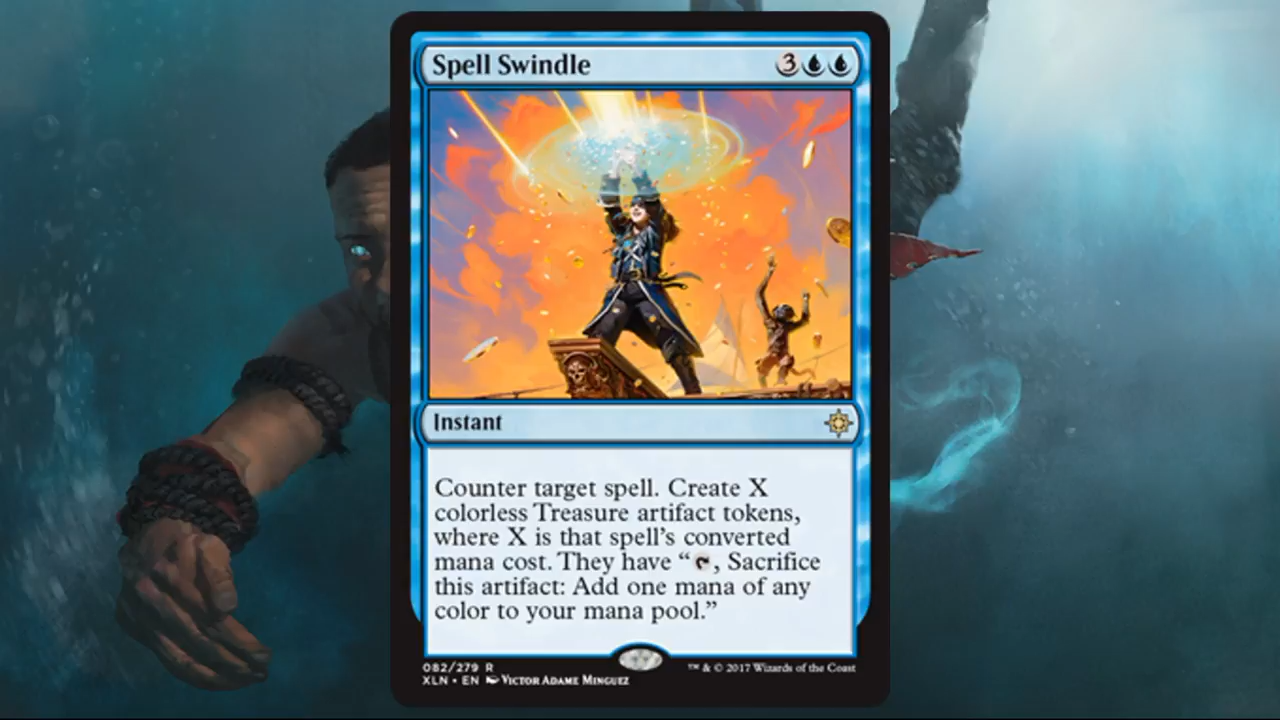 Spell Swindle 3
Instant
Counter target spell. Create X
colorless Treasure artifact tokens,
where X is that spell's converted
mana cost. They have “, Sacrifice
this artifact: Add one mana of any
color to your mana pool.”
082/279 R
™ & © 2017 Wizards of the Coast
XLN • EN Victor Adame Minguez